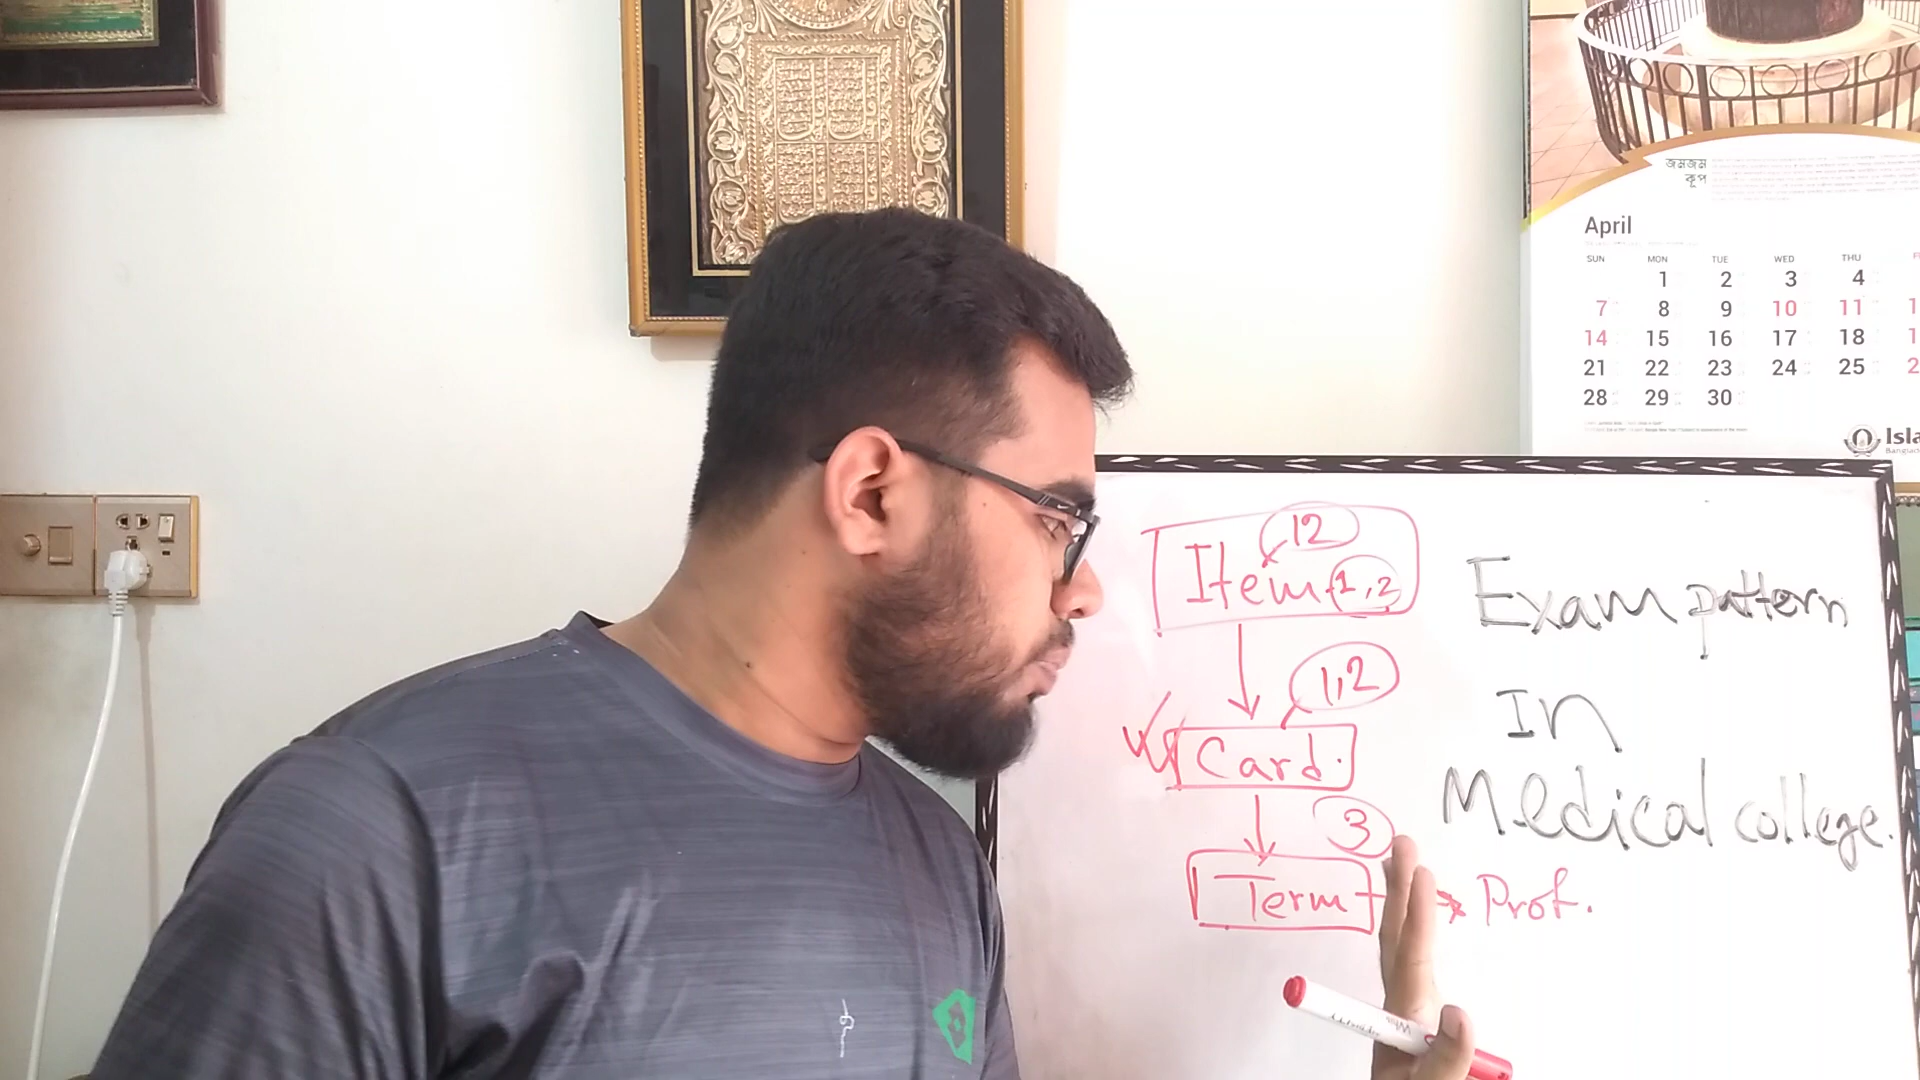 জমজম
কূপ
April
SUN MON TUE WED THU
1 2 3 4
7 8 9 10 11
14 15 16 17 18
21 22 23 24 25
28 29 30
12
Item 1,2
1,2
Card
3
Term
Exam pattern
In
Medical college.
Prof.